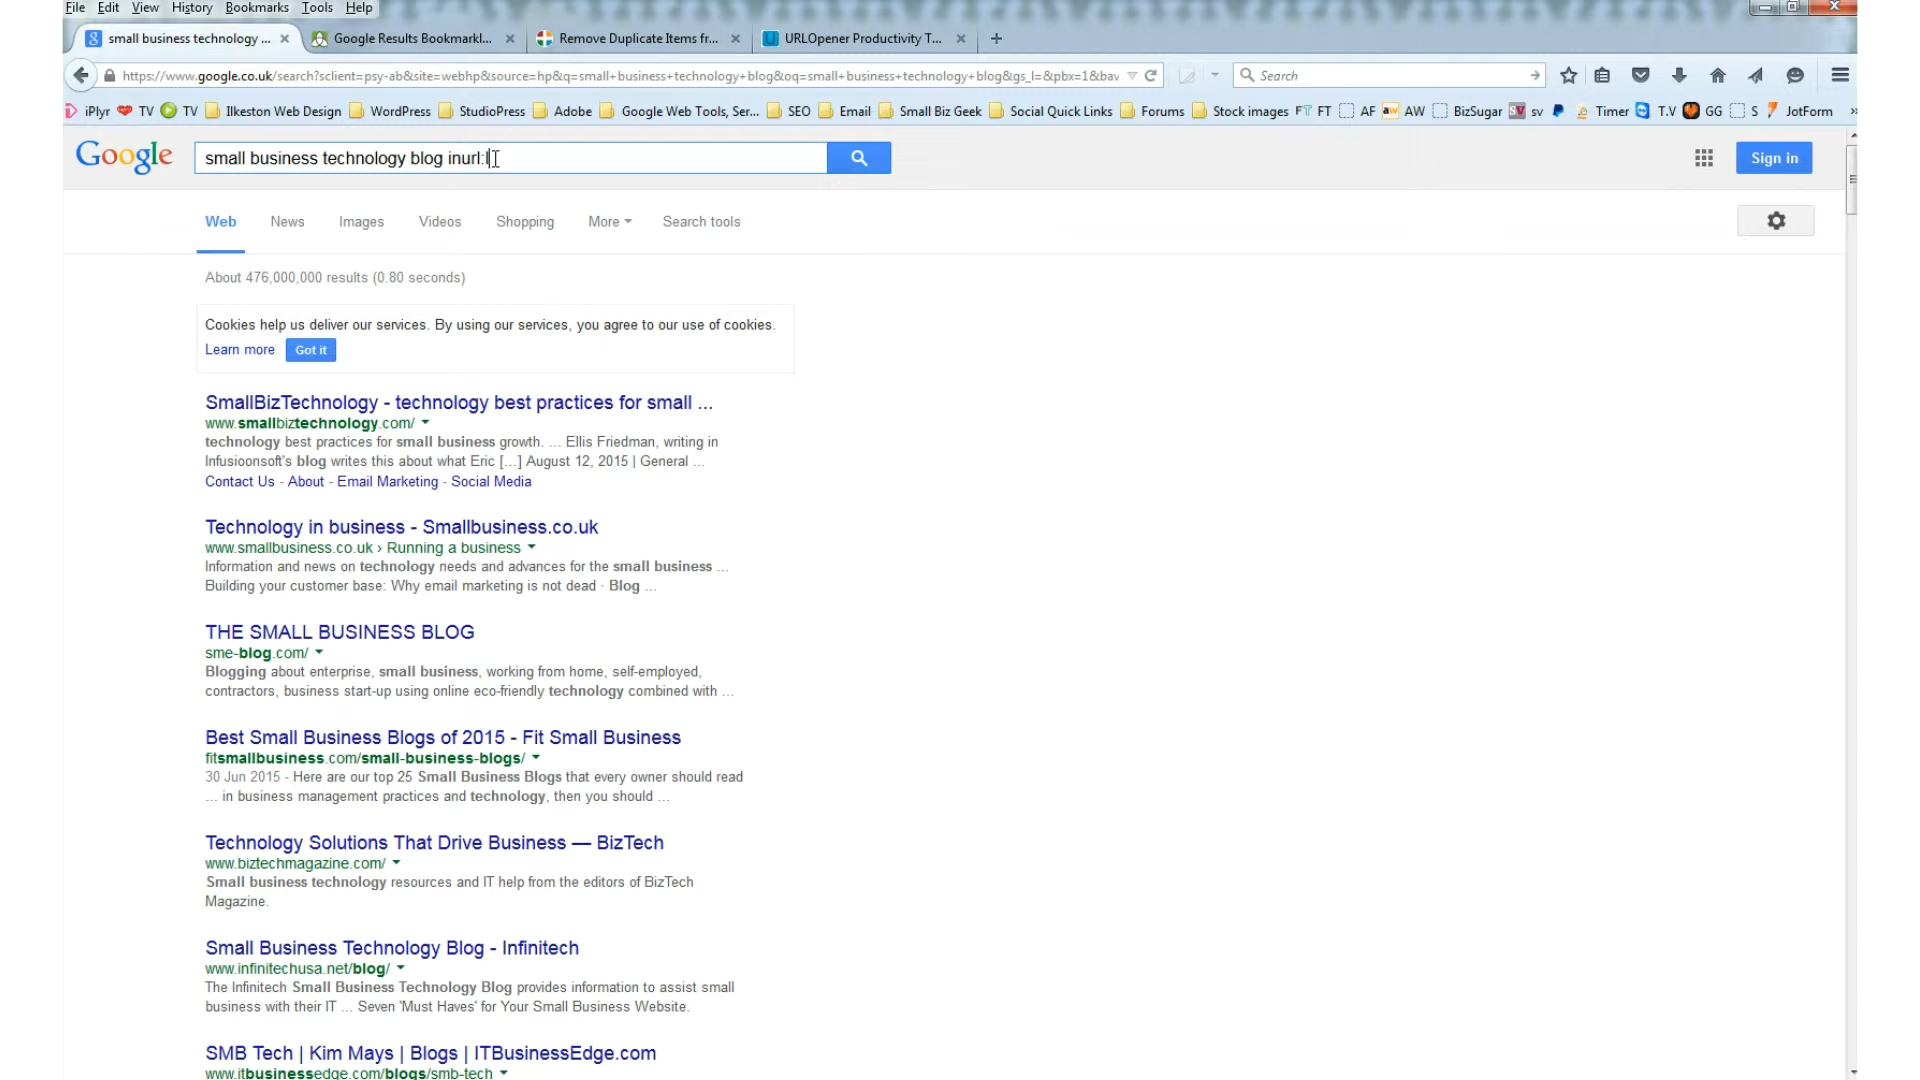 File Edit View History Bookmarks Tools Help
small business technology ... Google Results Bookmarkl... Remove Duplicate Items fr... URLOpener Productivity T...
https://www.google.co.uk/search?sclient=psy-ab&site=webhp&source=hp&q=small+business+technology+blog&oq=small+business+technology+blog&gs_l=&pbx=1&bav Search
iPlyr TV TV Ilkeston Web Design WordPress StudioPress Adobe Google Web Tools, Ser... SEO Email Small Biz Geek Social Quick Links Forums Stock images FT FT AF aw AW BizSugar SV sv Timer T.V GG S JotForm »
Google small business technology blog inurl: Sign in
Web News Images Videos Shopping More Search tools
About 476,000,000 results (0.80 seconds)
Cookies help us deliver our services. By using our services, you agree to our use of cookies.
Learn more Got it
SmallBizTechnology - technology best practices for small ...
www.smallbiztechnology.com/
technology best practices for small business growth. ... Ellis Friedman, writing in
Infusioonsoft's blog writes this about what Eric [...] August 12, 2015 | General ...
Contact Us - About - Email Marketing - Social Media
Technology in business - Smallbusiness.co.uk
www.smallbusiness.co.uk › Running a business
Information and news on technology needs and advances for the small business ...
Building your customer base: Why email marketing is not dead · Blog ...
THE SMALL BUSINESS BLOG
sme-blog.com/
Blogging about enterprise, small business, working from home, self-employed,
contractors, business start-up using online eco-friendly technology combined with ...
Best Small Business Blogs of 2015 - Fit Small Business
fitsmallbusiness.com/small-business-blogs/
30 Jun 2015 - Here are our top 25 Small Business Blogs that every owner should read
... in business management practices and technology, then you should ...
Technology Solutions That Drive Business — BizTech
www.biztechmagazine.com/
Small business technology resources and IT help from the editors of BizTech
Magazine.
Small Business Technology Blog - Infinitech
www.infinitechusa.net/blog/
The Infinitech Small Business Technology Blog provides information to assist small
business with their IT ... Seven 'Must Haves' for Your Small Business Website.
SMB Tech | Kim Mays | Blogs | ITBusinessEdge.com
www.itbusinessedge.com/blogs/smb-tech